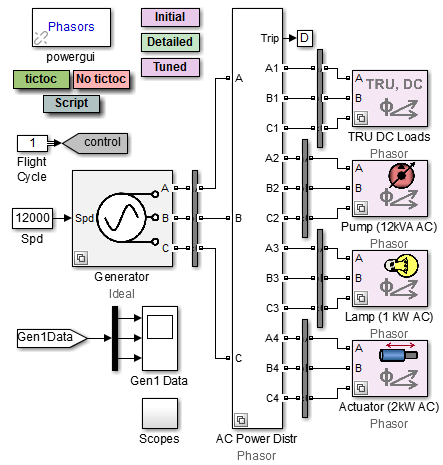 Phasors
powergui
Initial
Detailed
Tuned
tictoc
No tictoc
Script
1
control
Flight
Cycle
12000
Spd
Spd
A
B
C
Generator
Ideal
Gen1Data
Gen1 Data
Scopes
A
B
C
Trip
D
A1
B1
C1
A2
B2
C2
A3
B3
C3
A4
B4
C4
AC Power Distr
Phasor
A
B
C
TRU, DC
TRU DC Loads
Phasor
A
B
C
Pump (12kVA AC)
Phasor
A
B
C
Lamp (1 kW AC)
Phasor
A
B
C
Actuator (2kW AC)
Phasor